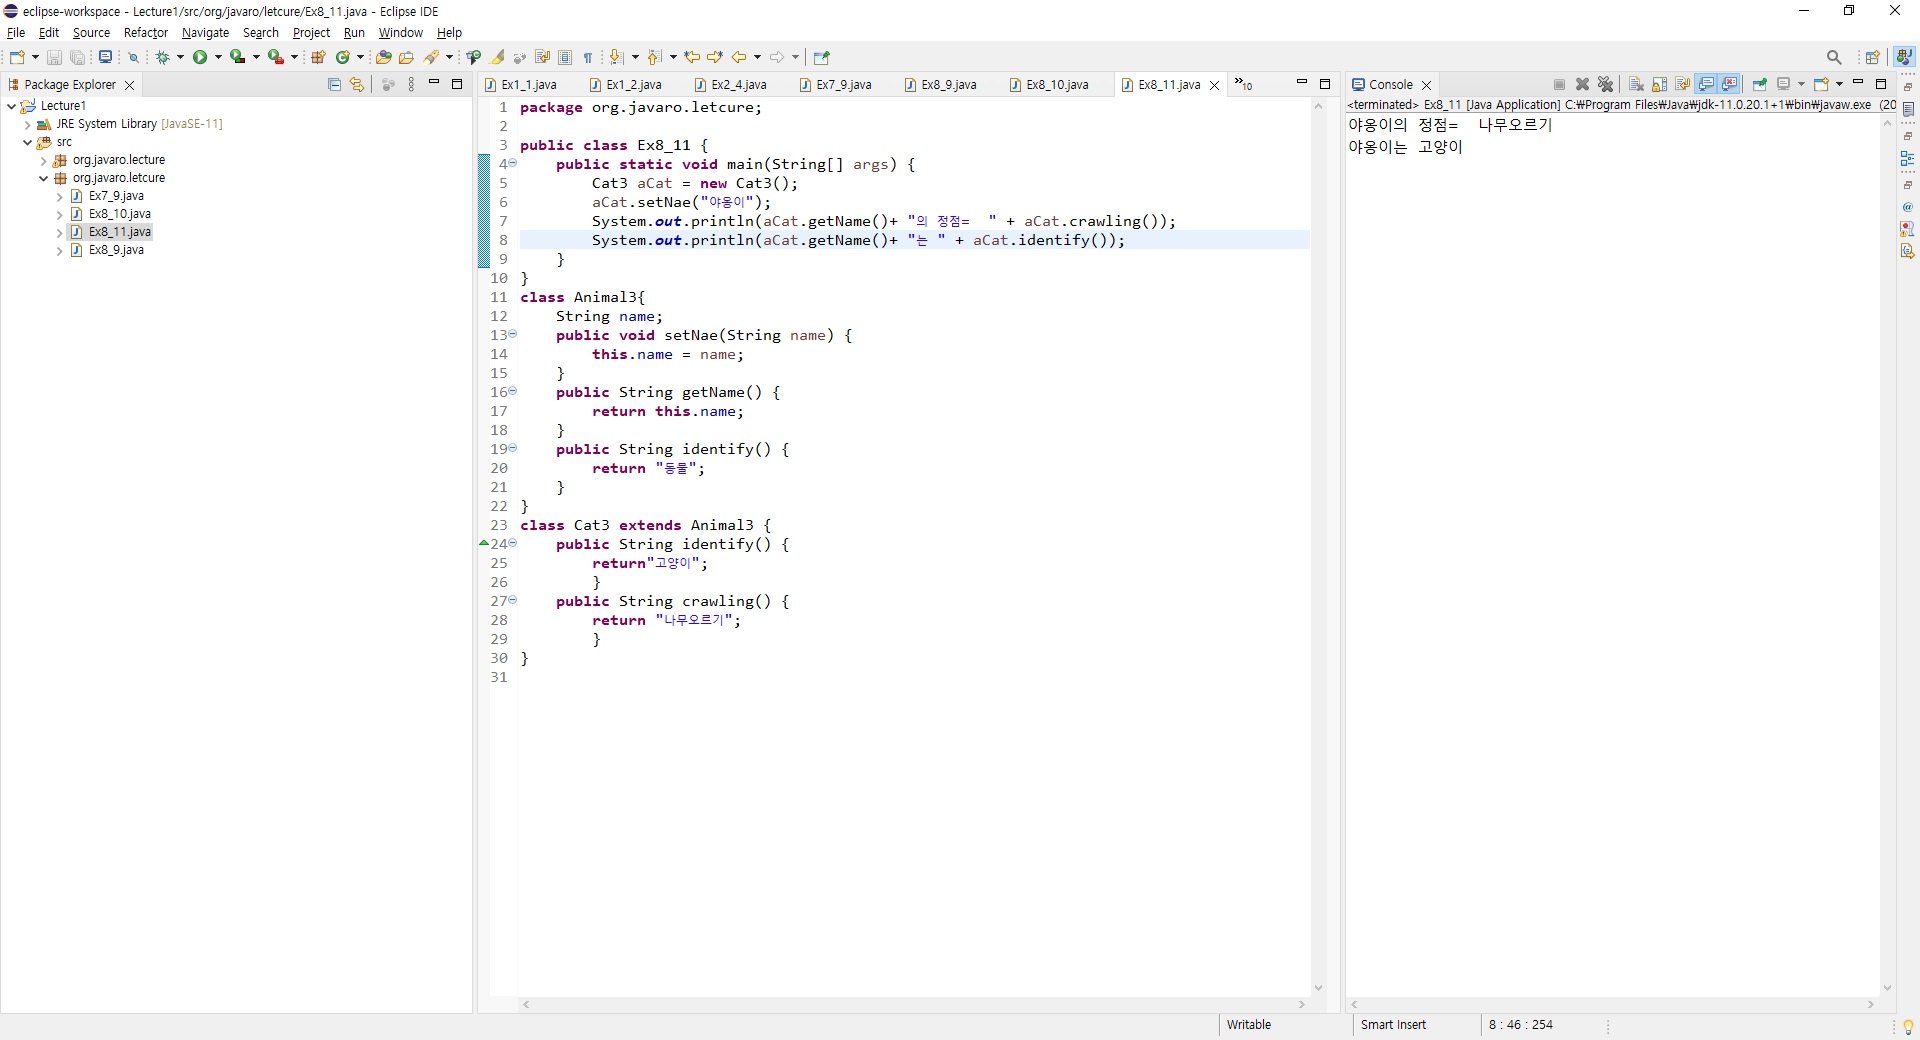 eclipse-workspace - Lecture1/src/org/javaro/letcure/Ex8_11.java - Eclipse IDE
File Edit Source Refactor Navigate Search Project Run Window Help
Package Explorer
Lecture1
JRE System Library [JavaSE-11]
src
org.javaro.lecture
org.javaro.letcure
Ex7_9.java
Ex8_10.java
Ex8_11.java
Ex8_9.java
Ex1_1.java Ex1_2.java Ex2_4.java Ex7_9.java Ex8_9.java Ex8_10.java Ex8_11.java »10
1 package org.javaro.letcure;
2
3 public class Ex8_11 {
4 public static void main(String[] args) {
5 Cat3 aCat = new Cat3();
6 aCat.setNae("야옹이");
7 System.out.println(aCat.getName()+ "의 정점=  " + aCat.crawling());
8 System.out.println(aCat.getName()+ "는 " + aCat.identify());
9 }
10 }
11 class Animal3{
12 String name;
13 public void setNae(String name) {
14 this.name = name;
15 }
16 public String getName() {
17 return this.name;
18 }
19 public String identify() {
20 return "동물";
21 }
22 }
23 class Cat3 extends Animal3 {
24 public String identify() {
25 return"고양이";
26 }
27 public String crawling() {
28 return "나무오르기";
29 }
30 }
31
Console
<terminated> Ex8_11 [Java Application] C:₩Program Files₩Java₩jdk-11.0.20.1+1₩bin₩javaw.exe (20
야옹이의 정점=  나무오르기
야옹이는 고양이
Writable Smart Insert 8 : 46 : 254